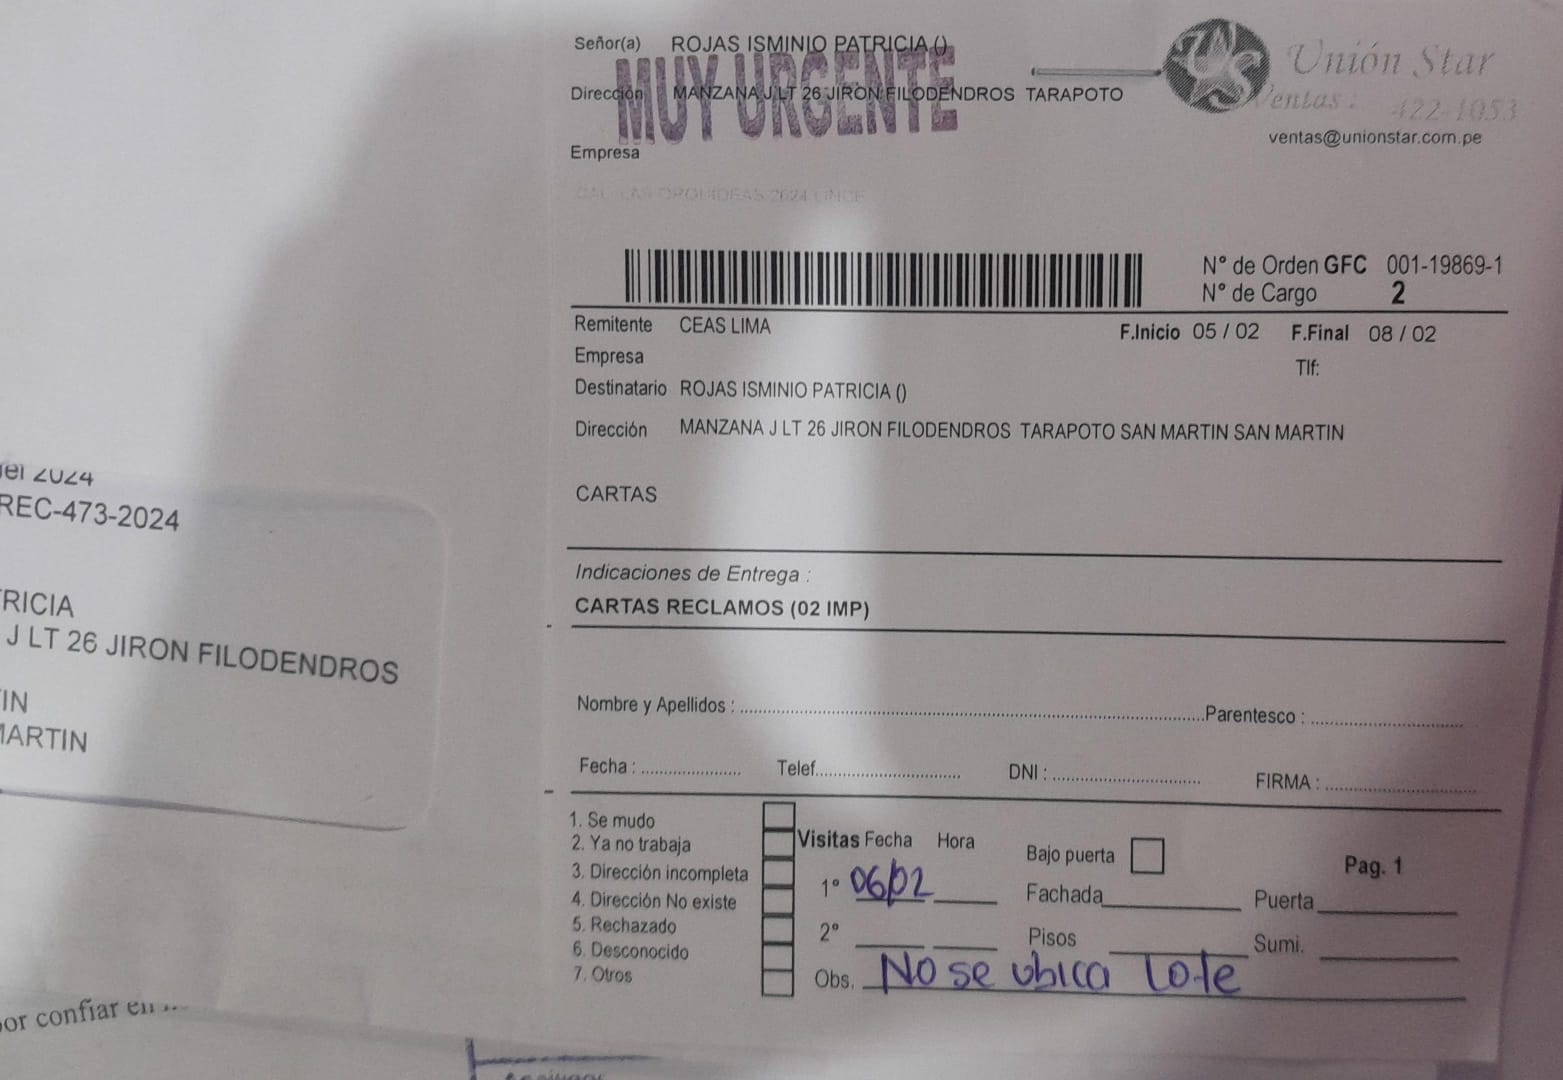 Señor(a) ROJAS ISMINIO PATRICIA ()
MUY URGENTE
Dirección MANZANA J LT 26 JIRON FILODENDROS TARAPOTO
Empresa
Unión Star
Ventas : 422-1053
ventas@unionstar.com.pe
N° de Orden GFC 001-19869-1
N° de Cargo 2
Remitente CEAS LIMA
F.Inicio 05 / 02 F.Final 08 / 02
Empresa
Tlf:
Destinatario ROJAS ISMINIO PATRICIA ()
Dirección MANZANA J LT 26 JIRON FILODENDROS TARAPOTO SAN MARTIN SAN MARTIN
CARTAS
Indicaciones de Entrega :
CARTAS RECLAMOS (02 IMP)
Nombre y Apellidos : Parentesco :
Fecha : Telef. DNI : FIRMA :
1. Se mudo
2. Ya no trabaja
3. Dirección incompleta
4. Dirección No existe
5. Rechazado
6. Desconocido
7. Otros
Visitas Fecha Hora
1° 06/02
2°
Obs. No se ubica Lote
Bajo puerta
Fachada Puerta
Pisos Sumi.
Pag. 1
2024
REC-473-2024
RICIA
J LT 26 JIRON FILODENDROS
IN
MARTIN
por confiar en ...